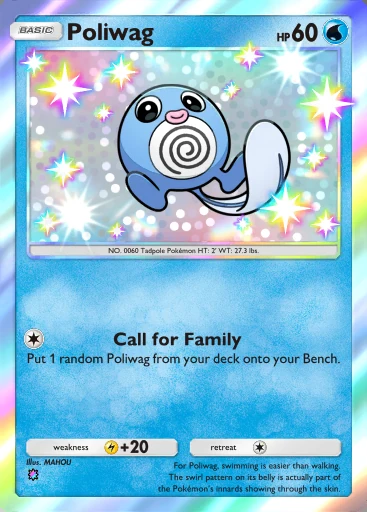 BASIC Poliwag HP 60
NO. 0060 Tadpole Pokémon HT: 2' WT: 27.3 lbs.
Call for Family
Put 1 random Poliwag from your deck onto your Bench.
weakness +20 retreat
Illus. MAHOU
For Poliwag, swimming is easier than walking.
The swirl pattern on its belly is actually part of
the Pokémon's innards showing through the skin.